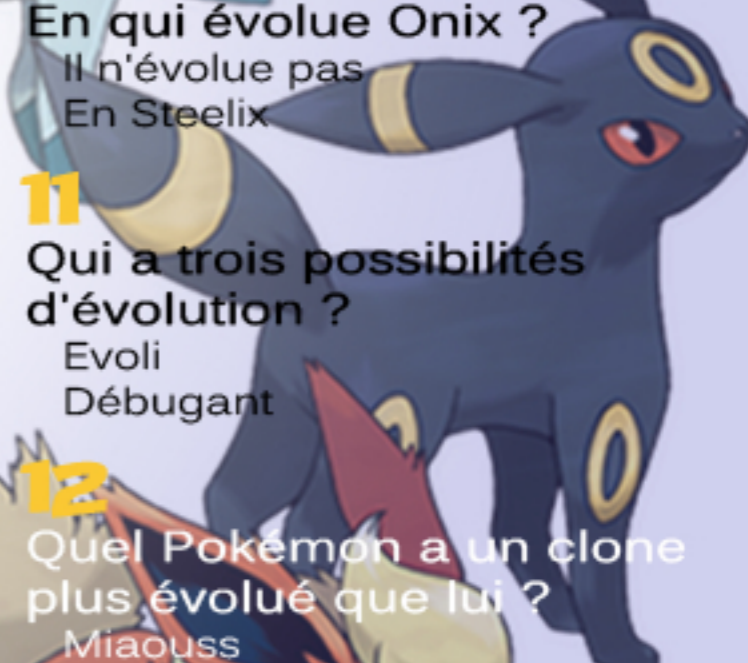 En qui évolue Onix ?
Il n'évolue pas
En Steelix
11
Qui a trois possibilités
d'évolution ?
Evoli
Débugant
12
Quel Pokémon a un clone
plus évolué que lui ?
Miaouss